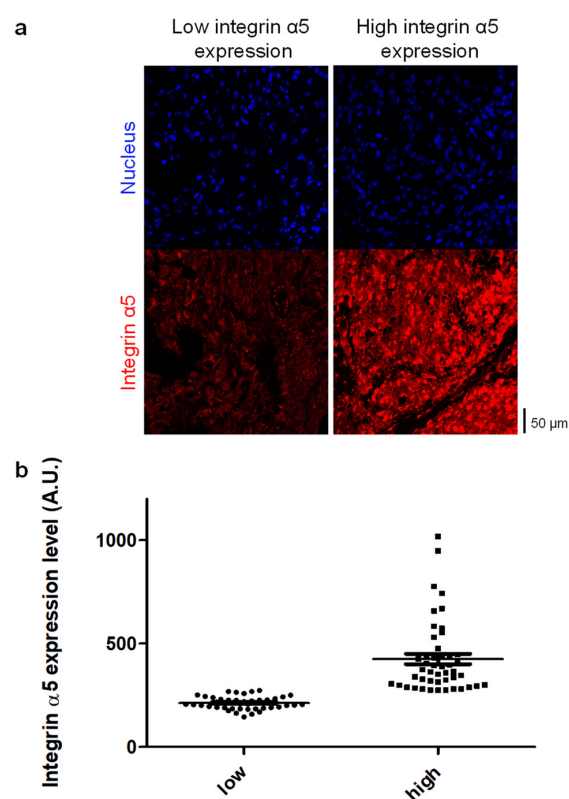 a
Low integrin α5
expression
High integrin α5
expression
Nucleus
Integrin α5
50 μm
b
Integrin α5 expression level (A.U.)
1000
500
0
low
high